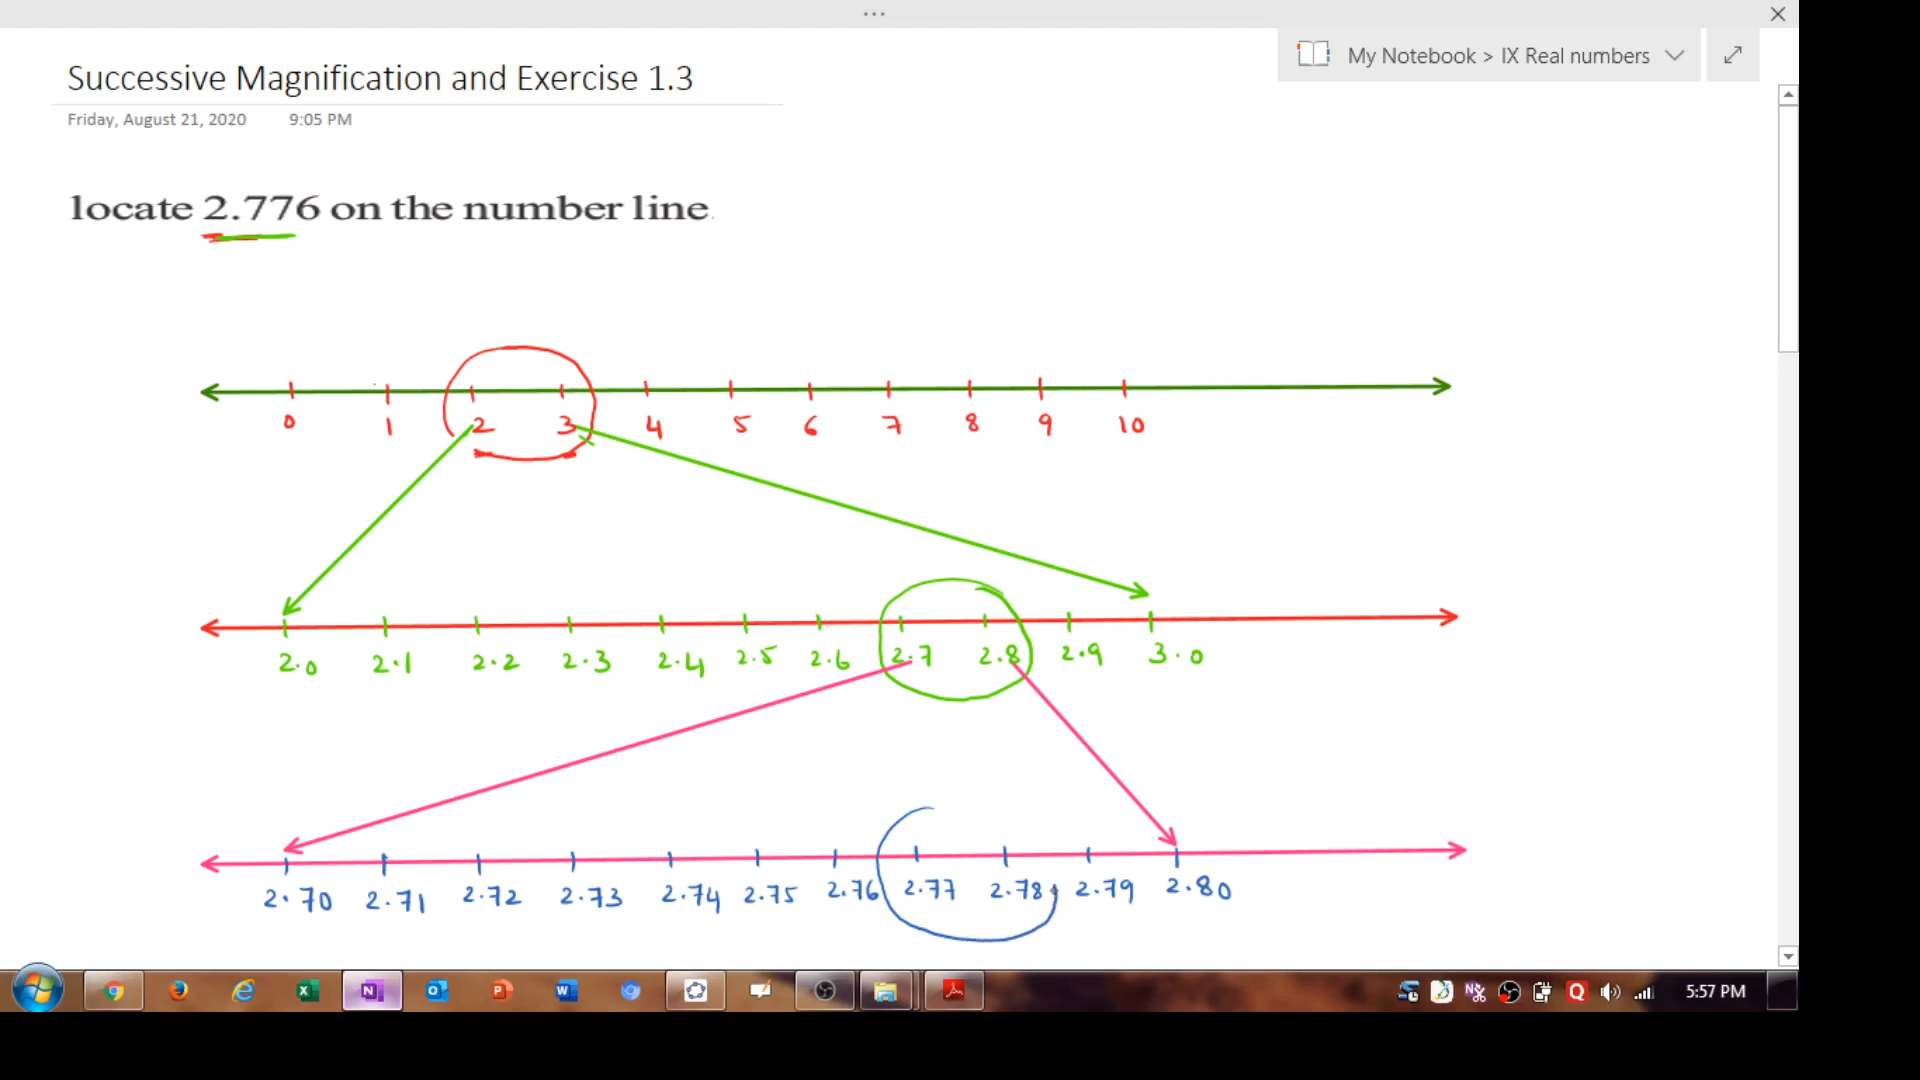 My Notebook > IX Real numbers
Successive Magnification and Exercise 1.3
Friday, August 21, 2020 9:05 PM
locate 2.776 on the number line.
0 1 2 3 4 5 6 7 8 9 10
2.0 2.1 2.2 2.3 2.4 2.5 2.6 2.7 2.8 2.9 3.0
2.70 2.71 2.72 2.73 2.74 2.75 2.76 2.77 2.78 2.79 2.80
5:57 PM